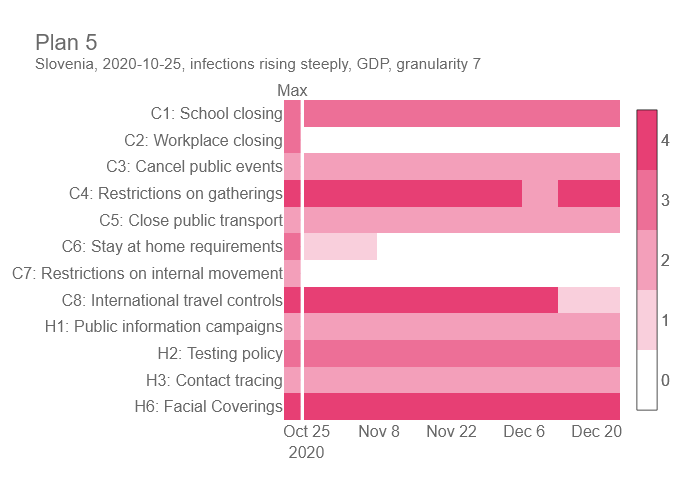 Plan 5
Slovenia, 2020-10-25, infections rising steeply, GDP, granularity 7
Max
C1: School closing
C2: Workplace closing
C3: Cancel public events
C4: Restrictions on gatherings
C5: Close public transport
C6: Stay at home requirements
C7: Restrictions on internal movement
C8: International travel controls
H1: Public information campaigns
H2: Testing policy
H3: Contact tracing
H6: Facial Coverings
Oct 25 Nov 8 Nov 22 Dec 6 Dec 20
2020
4
3
2
1
0